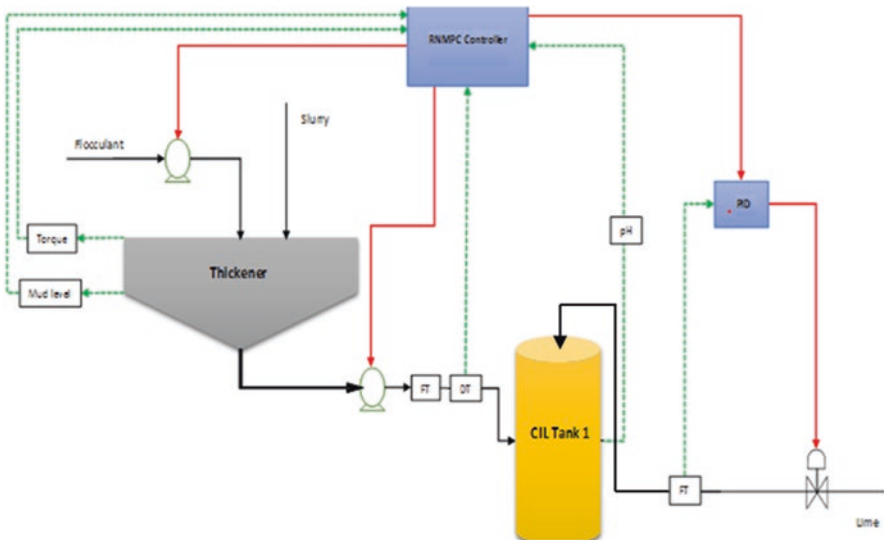 RNMPC Controller
Slurry
Flocculant
PID
Torque
pH
Thickener
Mud level
FT
DT
CIL Tank 1
FT
Lime